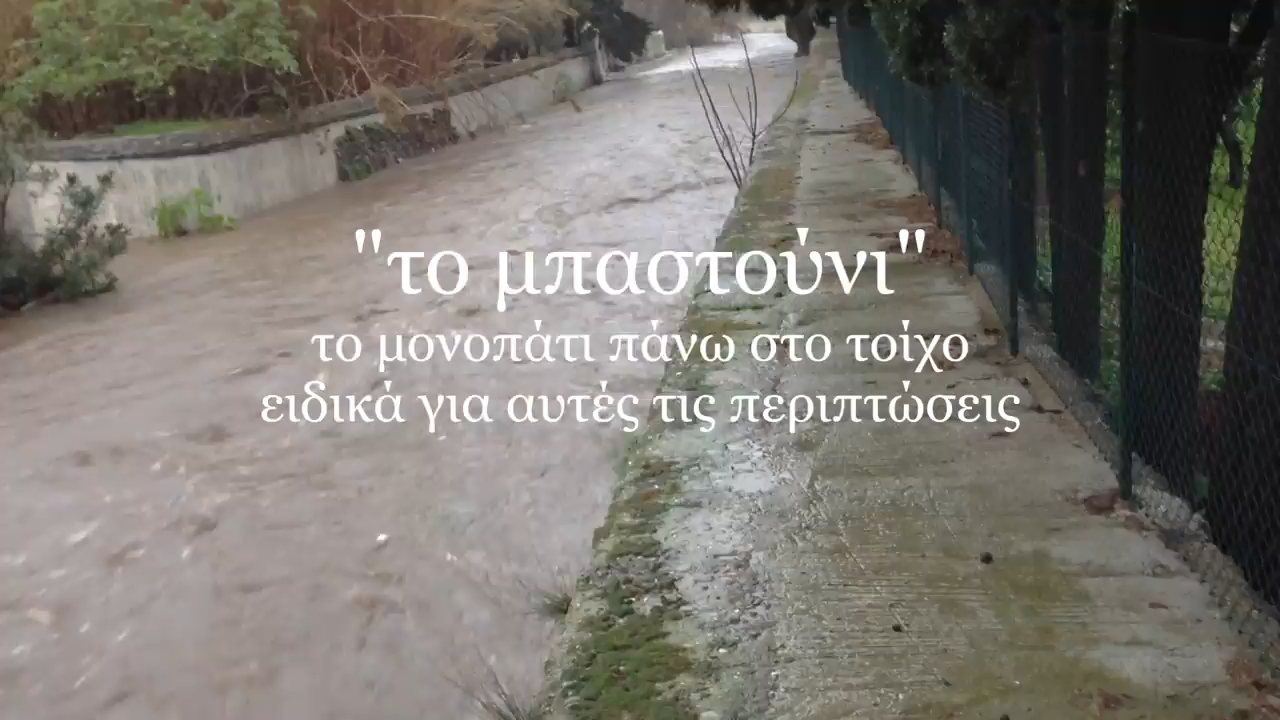 "το μπαστούνι"
το μονοπάτι πάνω στο τοίχο
ειδικά για αυτές τις περιπτώσεις